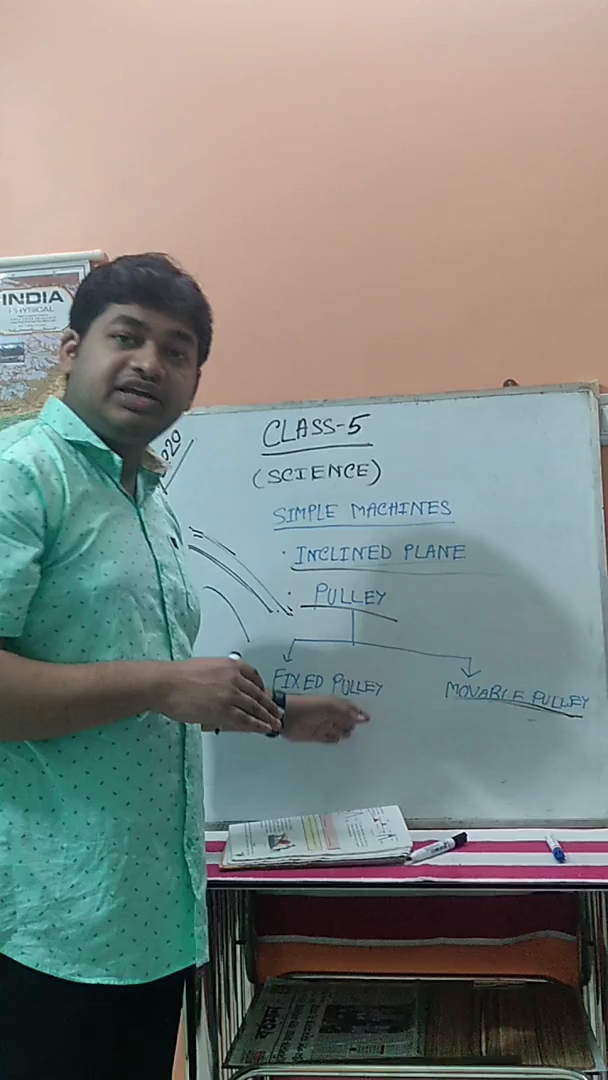 INDIA
PHYSICAL
CLASS-5
(SCIENCE)
SIMPLE MACHINES
· INCLINED PLANE
· PULLEY
FIXED PULLEY
MOVABLE PULLEY